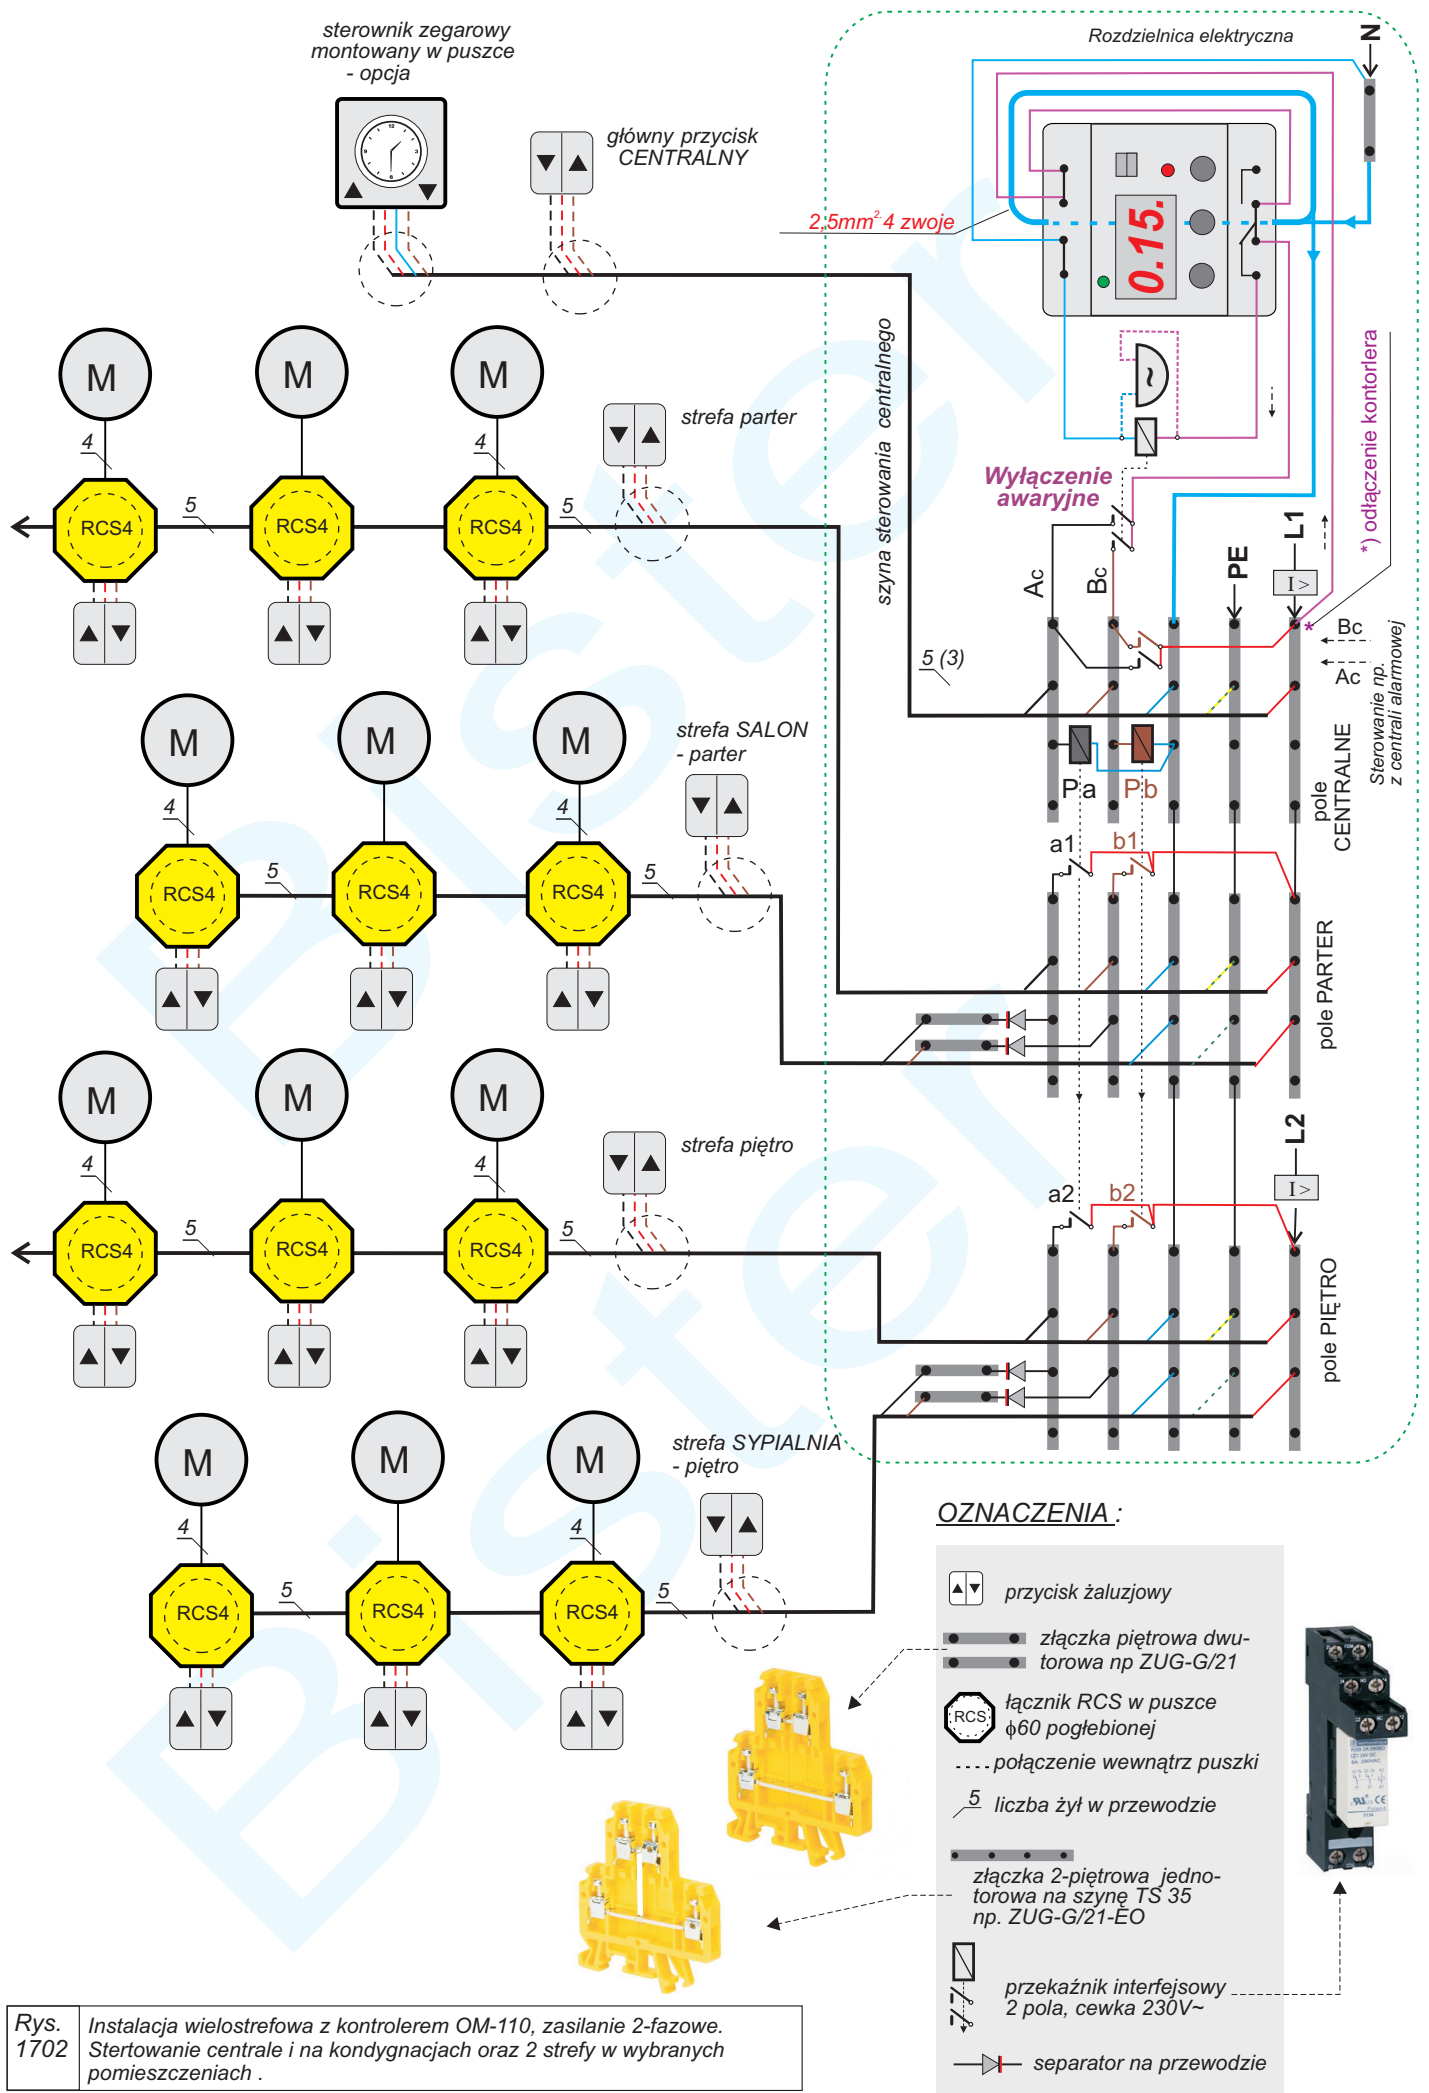 sterownik zegarowy
montowany w puszce
- opcja
główny przycisk
CENTRALNY
Rozdzielnica elektryczna
N
2,5mm² 4 zwoje
0.15.
szyna sterowania centralnego
*) odłączenie kontorlera
Wyłączenie
awaryjne
Ac
Bc
PE
L1
I >
*
Bc
Ac
Sterowanie np.
z centrali alarmowej
5 (3)
Pa
Pb
pole
CENTRALNE
a1
b1
pole PARTER
L2
I >
a2
b2
pole PIĘTRO
M
M
M
4
4
strefa parter
RCS4
5
RCS4
RCS4
5
M
M
M
strefa SALON
- parter
4
4
RCS4
5
RCS4
RCS4
5
M
M
M
strefa piętro
4
4
RCS4
5
RCS4
RCS4
5
M
M
M
strefa SYPIALNIA
- piętro
4
4
RCS4
5
RCS4
RCS4
5
Bister
Bister
OZNACZENIA :
przycisk żaluzjowy
złączka piętrowa dwu-
torowa np ZUG-G/21
RCS
łącznik RCS w puszce
ϕ60 pogłebionej
połączenie wewnątrz puszki
5
liczba żył w przewodzie
złączka 2-piętrowa jedno-
torowa na szynę TS 35
np. ZUG-G/21-EO
przekaźnik interfejsowy
2 pola, cewka 230V~
separator na przewodzie
Rys.
1702
Instalacja wielostrefowa z kontrolerem OM-110, zasilanie 2-fazowe.
Stertowanie centrale i na kondygnacjach oraz 2 strefy w wybranych
pomieszczeniach .